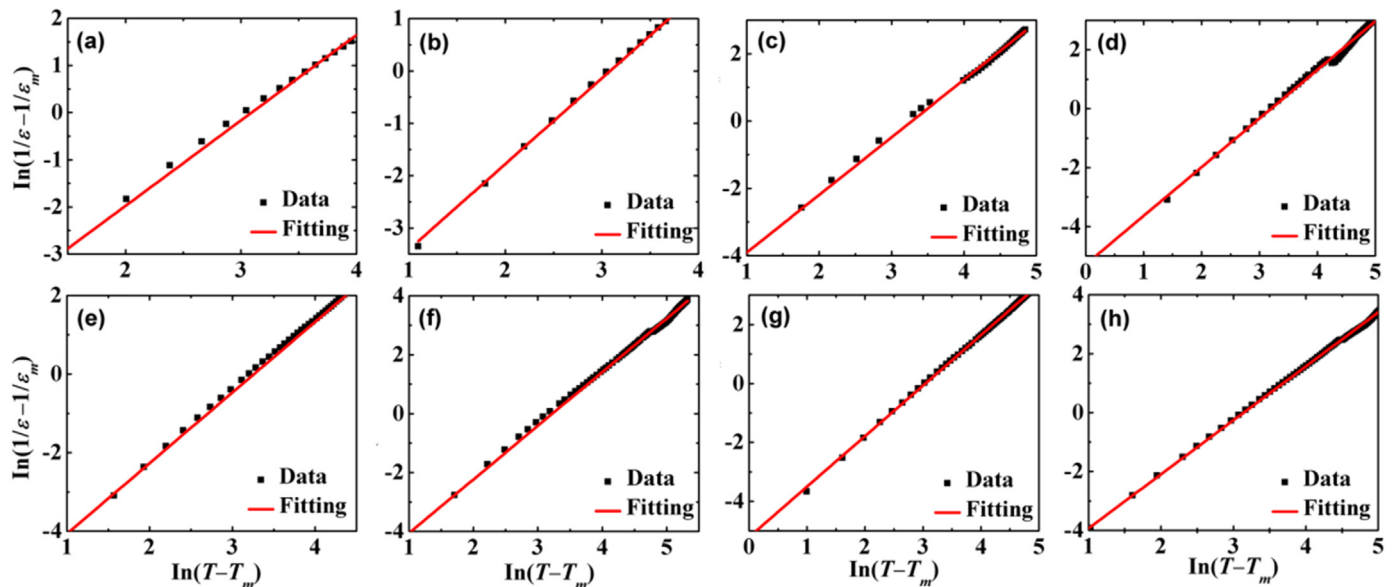 ln(1/ε−1/εm)
2
1
0
-1
-2
-3
(a)
Data
Fitting
2 3 4
1
0
-1
-2
-3
(b)
Data
Fitting
1 2 3 4
2
0
-2
-4
(c)
Data
Fitting
1 2 3 4 5
2
0
-2
-4
(d)
Data
Fitting
0 1 2 3 4 5
ln(1/ε−1/εm)
2
0
-2
-4
(e)
Data
Fitting
1 2 3 4
ln(T−Tm)
4
2
0
-2
-4
(f)
Data
Fitting
1 2 3 4 5
ln(T−Tm)
2
0
-2
-4
(g)
Data
Fitting
0 1 2 3 4 5
ln(T−Tm)
4
2
0
-2
-4
(h)
Data
Fitting
1 2 3 4 5
ln(T−Tm)